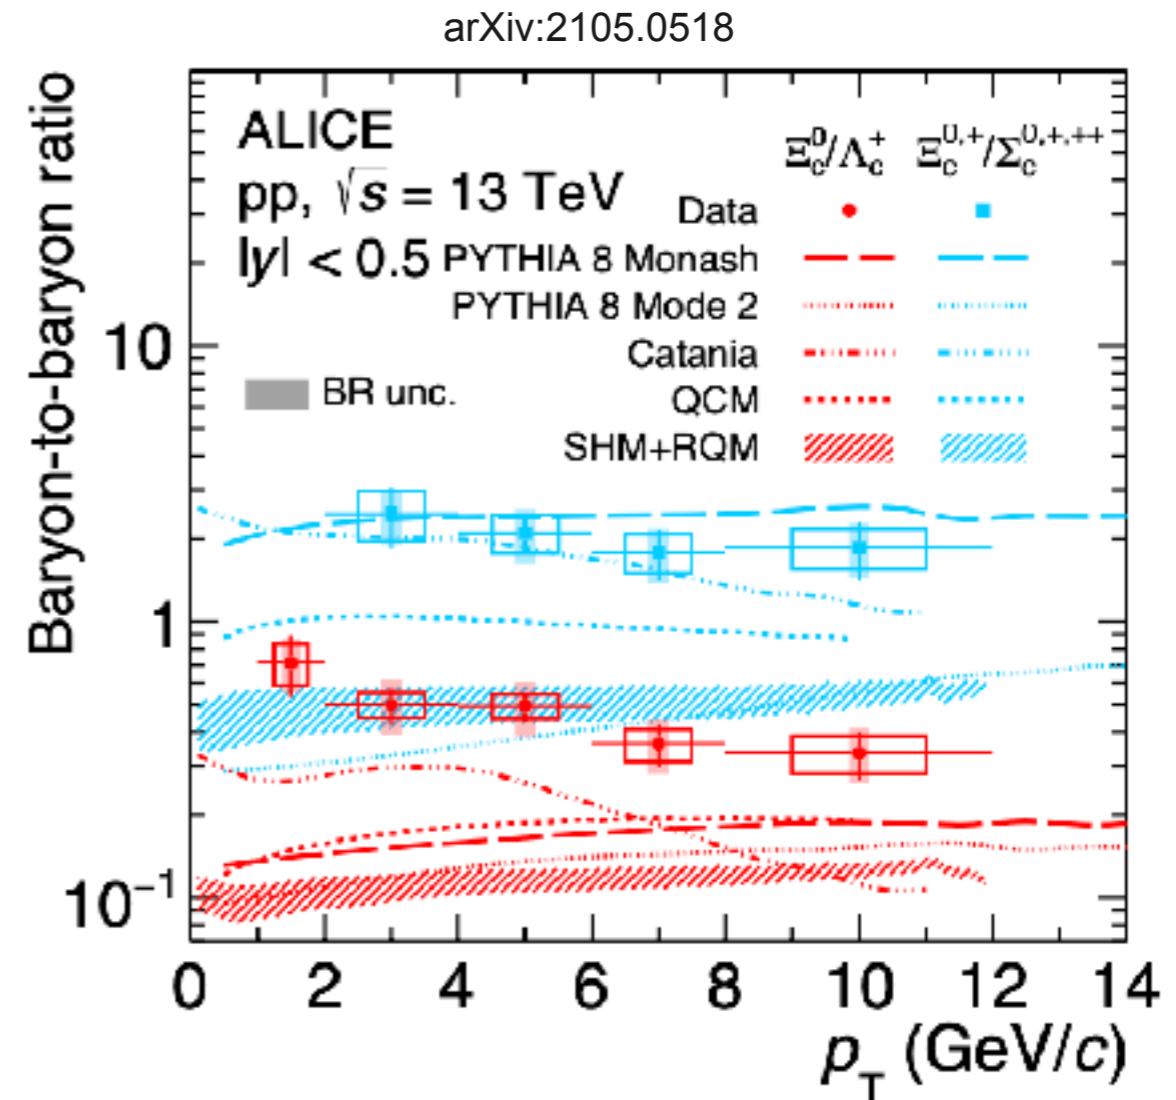 arXiv:2105.0518
Baryon-to-baryon ratio
ALICE
pp, √s = 13 TeV
|y| < 0.5
Ξc⁰/Λc⁺ Ξc⁰,⁺/Σc⁰,⁺,⁺⁺
Data
PYTHIA 8 Monash
PYTHIA 8 Mode 2
Catania
QCM
SHM+RQM
BR unc.
10
1
10⁻¹
0 2 4 6 8 10 12 14
pT (GeV/c)